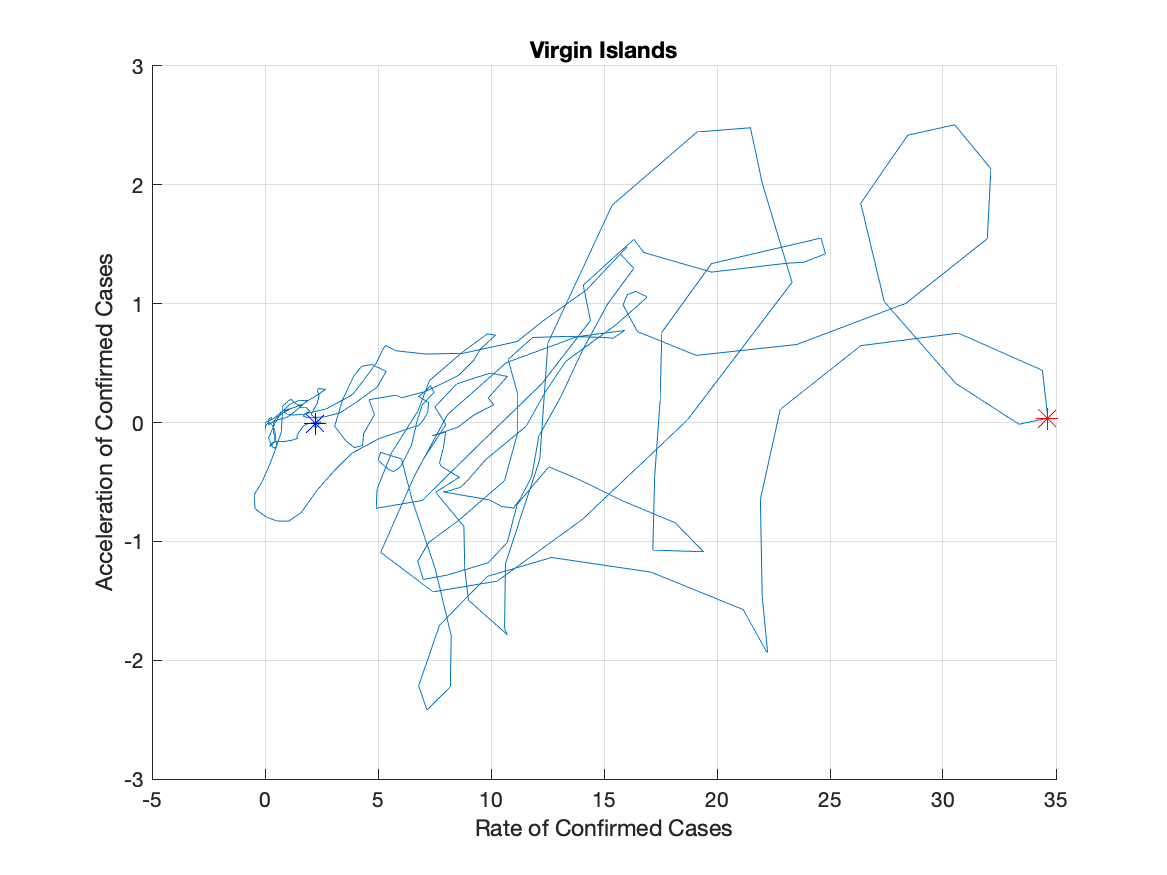 Virgin Islands
3
2
1
0
-1
-2
-3
Acceleration of Confirmed Cases
-5 0 5 10 15 20 25 30 35
Rate of Confirmed Cases